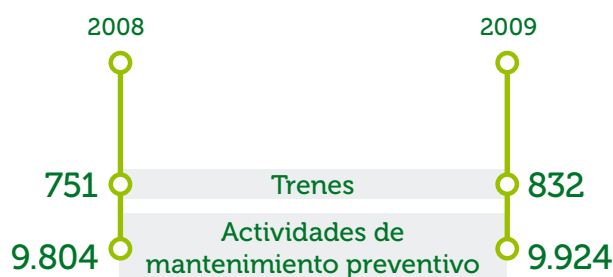 2008 2009
751 Trenes 832
Actividades de
9.804 mantenimiento preventivo 9.924